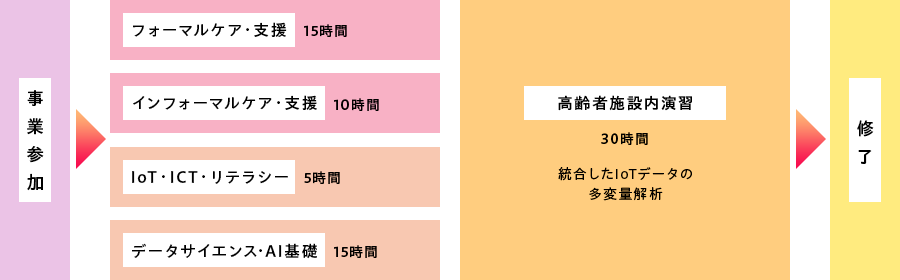 事業参加
フォーマルケア・支援 15時間
インフォーマルケア・支援 10時間
IoT・ICT・リテラシー 5時間
データサイエンス・AI基礎 15時間
高齢者施設内演習
30時間
統合したIoTデータの
多変量解析
修了